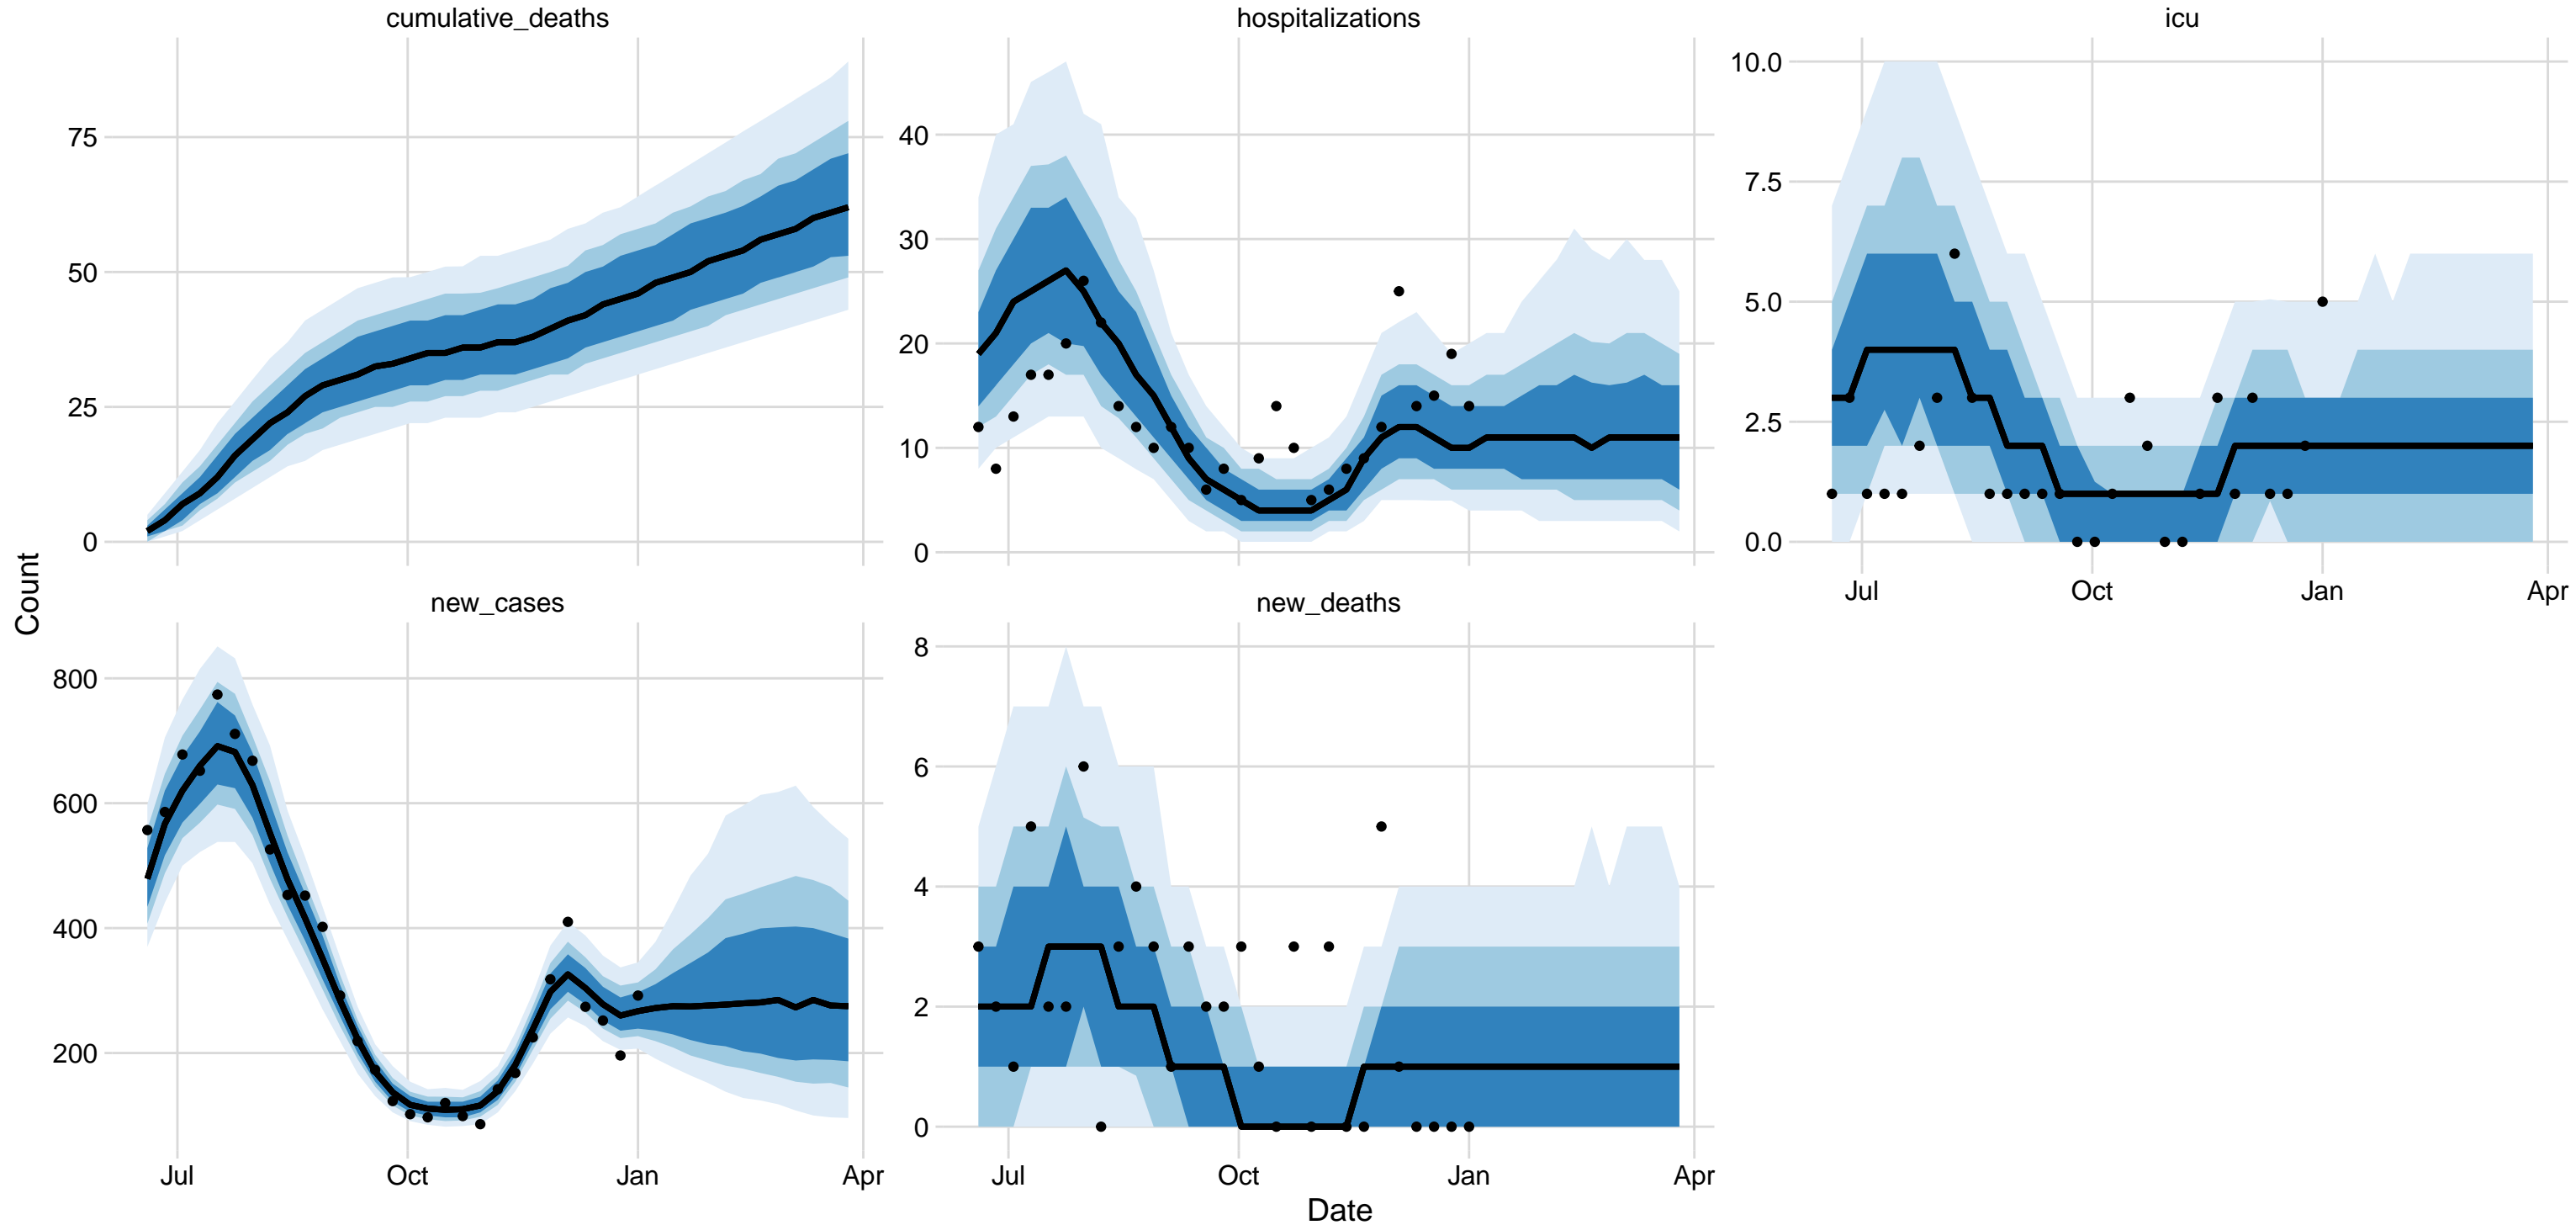 cumulative_deaths
75
50
25
0
hospitalizations
40
30
20
10
0
icu
10.0
7.5
5.0
2.5
0.0
Jul Oct Jan Apr
Count
new_cases
800
600
400
200
Jul Oct Jan Apr
new_deaths
8
6
4
2
0
Jul Oct Jan Apr
Date